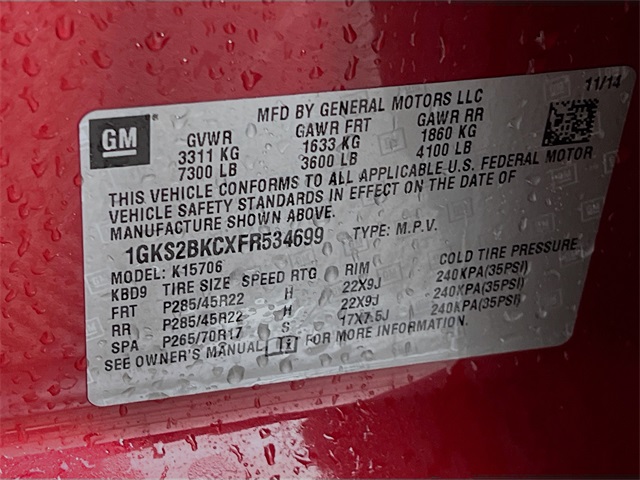 11/14
MFD BY GENERAL MOTORS LLC
GM
GVWR GAWR FRT GAWR RR
3311 KG 1633 KG 1860 KG
7300 LB 3600 LB 4100 LB
THIS VEHICLE CONFORMS TO ALL APPLICABLE U.S. FEDERAL MOTOR
VEHICLE SAFETY STANDARDS IN EFFECT ON THE DATE OF
MANUFACTURE SHOWN ABOVE.
1GKS2BKCXFR534699 TYPE: M.P.V.
MODEL: K15706
KBD9 TIRE SIZE SPEED RTG RIM COLD TIRE PRESSURE
FRT P285/45R22 H 22X9J 240KPA(35PSI)
RR P285/45R22 H 22X9J 240KPA(35PSI)
SPA P265/70R17 S 17X7.5J 240KPA(35PSI)
SEE OWNER'S MANUAL i FOR MORE INFORMATION.